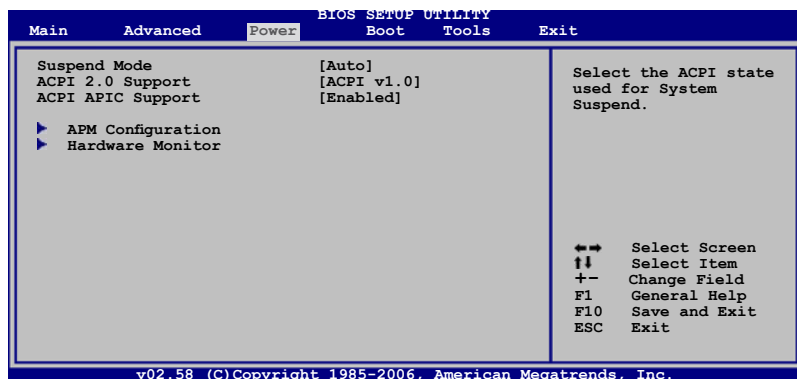 BIOS SETUP UTILITY
Main Advanced Power Boot Tools Exit
Suspend Mode [Auto]
ACPI 2.0 Support [ACPI v1.0]
ACPI APIC Support [Enabled]
APM Configuration
Hardware Monitor
Select the ACPI state
used for System
Suspend.
←→ Select Screen
↑↓ Select Item
+- Change Field
F1 General Help
F10 Save and Exit
ESC Exit
v02.58 (C)Copyright 1985-2006, American Megatrends, Inc.